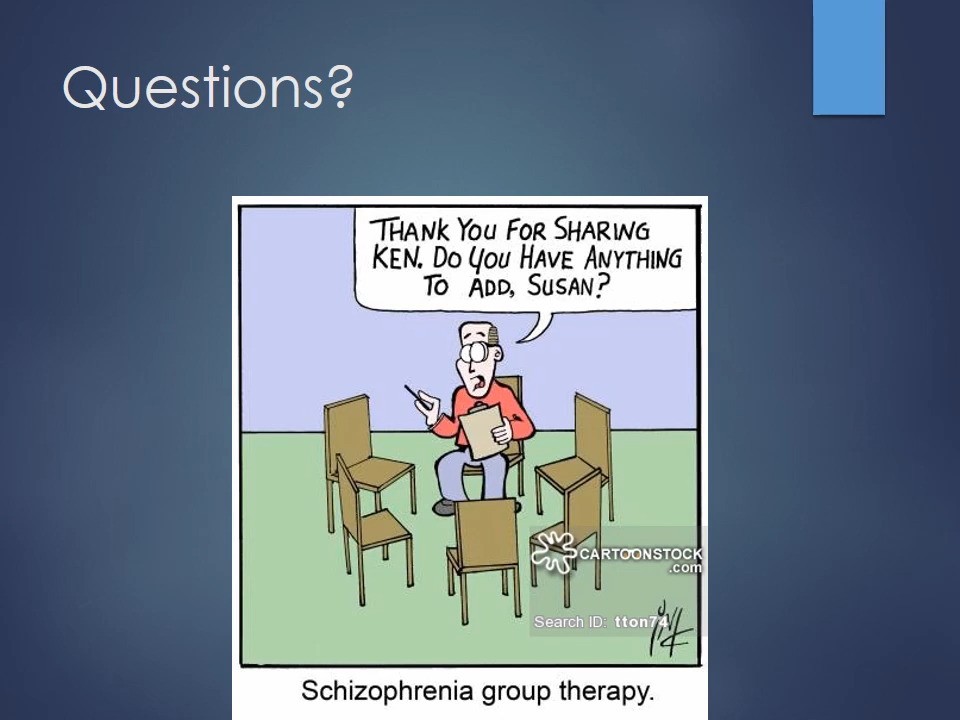 Questions?
THANK YOU FOR SHARING
KEN. DO YOU HAVE ANYTHING
TO ADD, SUSAN?
CARTOONSTOCK
.com
Search ID: tton74
Schizophrenia group therapy.